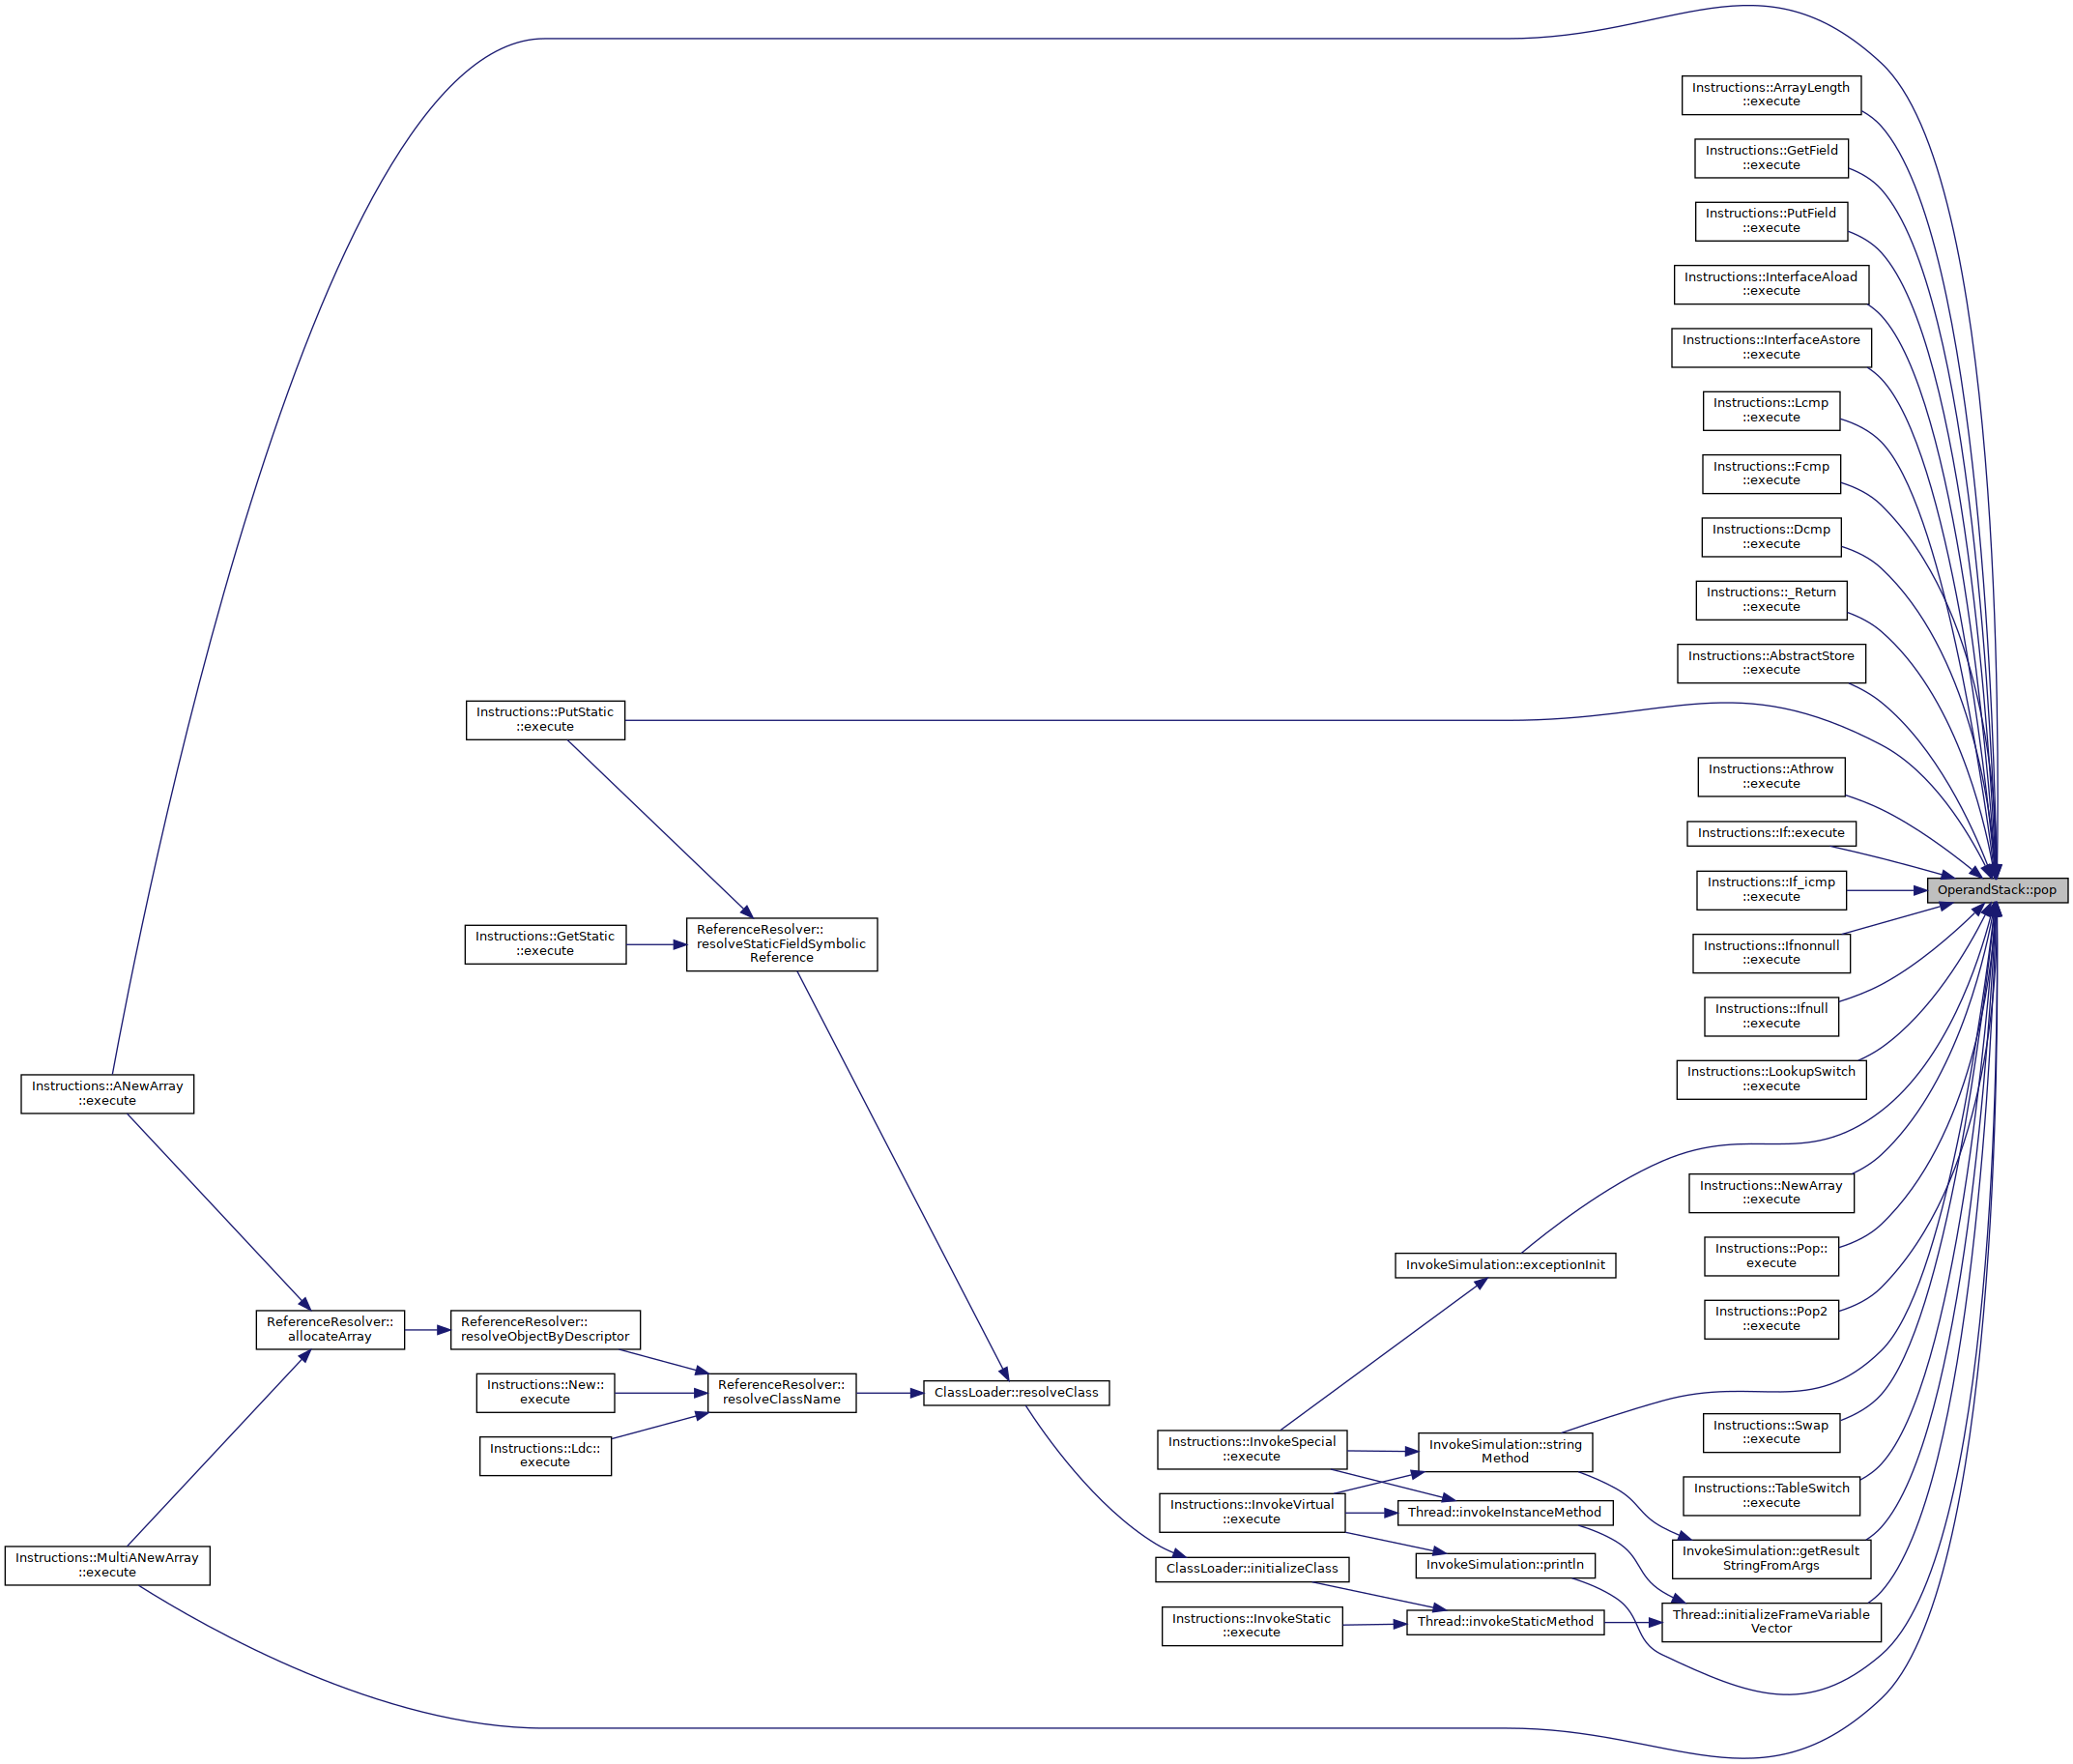 Instructions::ArrayLength
::execute
Instructions::GetField
::execute
Instructions::PutField
::execute
Instructions::InterfaceAload
::execute
Instructions::InterfaceAstore
::execute
Instructions::Lcmp
::execute
Instructions::Fcmp
::execute
Instructions::Dcmp
::execute
Instructions::_Return
::execute
Instructions::AbstractStore
::execute
Instructions::PutStatic
::execute
Instructions::Athrow
::execute
Instructions::If::execute
OperandStack::pop
Instructions::If_icmp
::execute
Instructions::GetStatic
::execute
ReferenceResolver::
resolveStaticFieldSymbolic
Reference
Instructions::Ifnonnull
::execute
Instructions::Ifnull
::execute
Instructions::LookupSwitch
::execute
Instructions::ANewArray
::execute
Instructions::NewArray
::execute
Instructions::Pop::
execute
InvokeSimulation::exceptionInit
Instructions::Pop2
::execute
ReferenceResolver::
allocateArray
ReferenceResolver::
resolveObjectByDescriptor
Instructions::New::
execute
ReferenceResolver::
resolveClassName
ClassLoader::resolveClass
Instructions::Ldc::
execute
Instructions::InvokeSpecial
::execute
InvokeSimulation::string
Method
Instructions::Swap
::execute
Instructions::InvokeVirtual
::execute
Thread::invokeInstanceMethod
Instructions::TableSwitch
::execute
Instructions::MultiANewArray
::execute
ClassLoader::initializeClass
InvokeSimulation::println
InvokeSimulation::getResult
StringFromArgs
Instructions::InvokeStatic
::execute
Thread::invokeStaticMethod
Thread::initializeFrameVariable
Vector